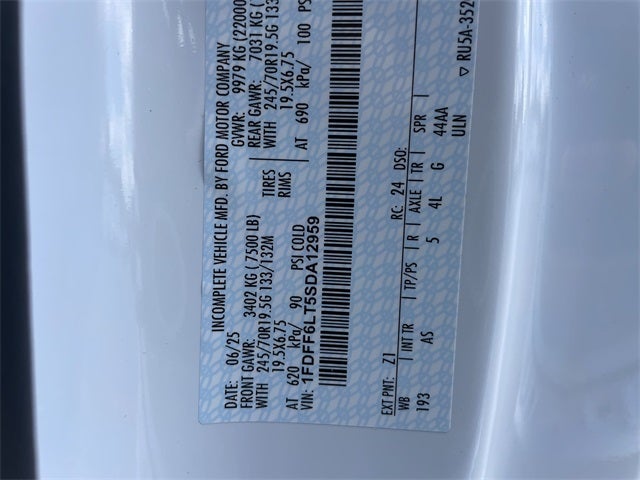 INCOMPLETE VEHICLE MFD. BY FORD MOTOR COMPANY
DATE: 06/25 GVWR: 9979 KG (22000
FRONT GAWR: 3402 KG ( 7500 LB) REAR GAWR: 7031 KG (
WITH 245/70R19.5G 133/132M TIRES WITH 245/70R19.5G 133
19.5X6.75 RIMS 19.5X6.75
AT 620 kPa/ 90 PSI COLD AT 690 kPa/ 100 PS
VIN: 1FDFF6LT5SDA12959
EXT PNT: Z1 RC: 24 DSO:
WB INT TR TP/PS R AXLE TR SPR
193 AS 5 4L G 44AA
ULN
▽ RU5A-352